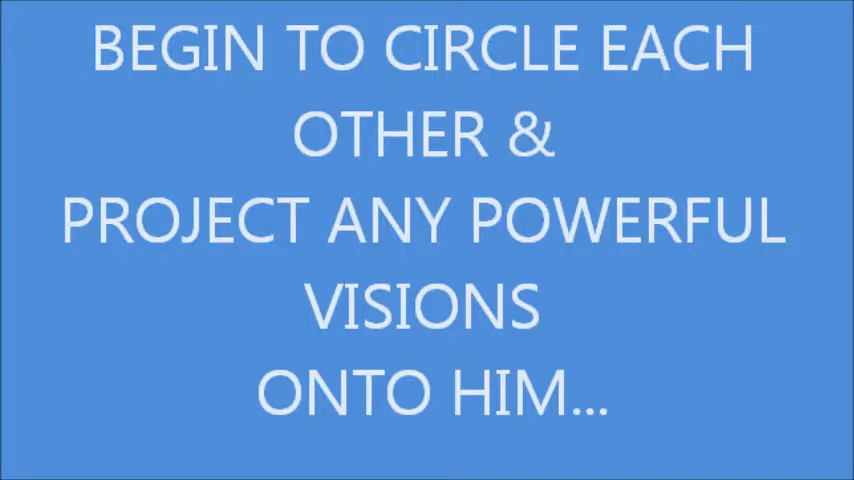 BEGIN TO CIRCLE EACH
OTHER &
PROJECT ANY POWERFUL
VISIONS
ONTO HIM...